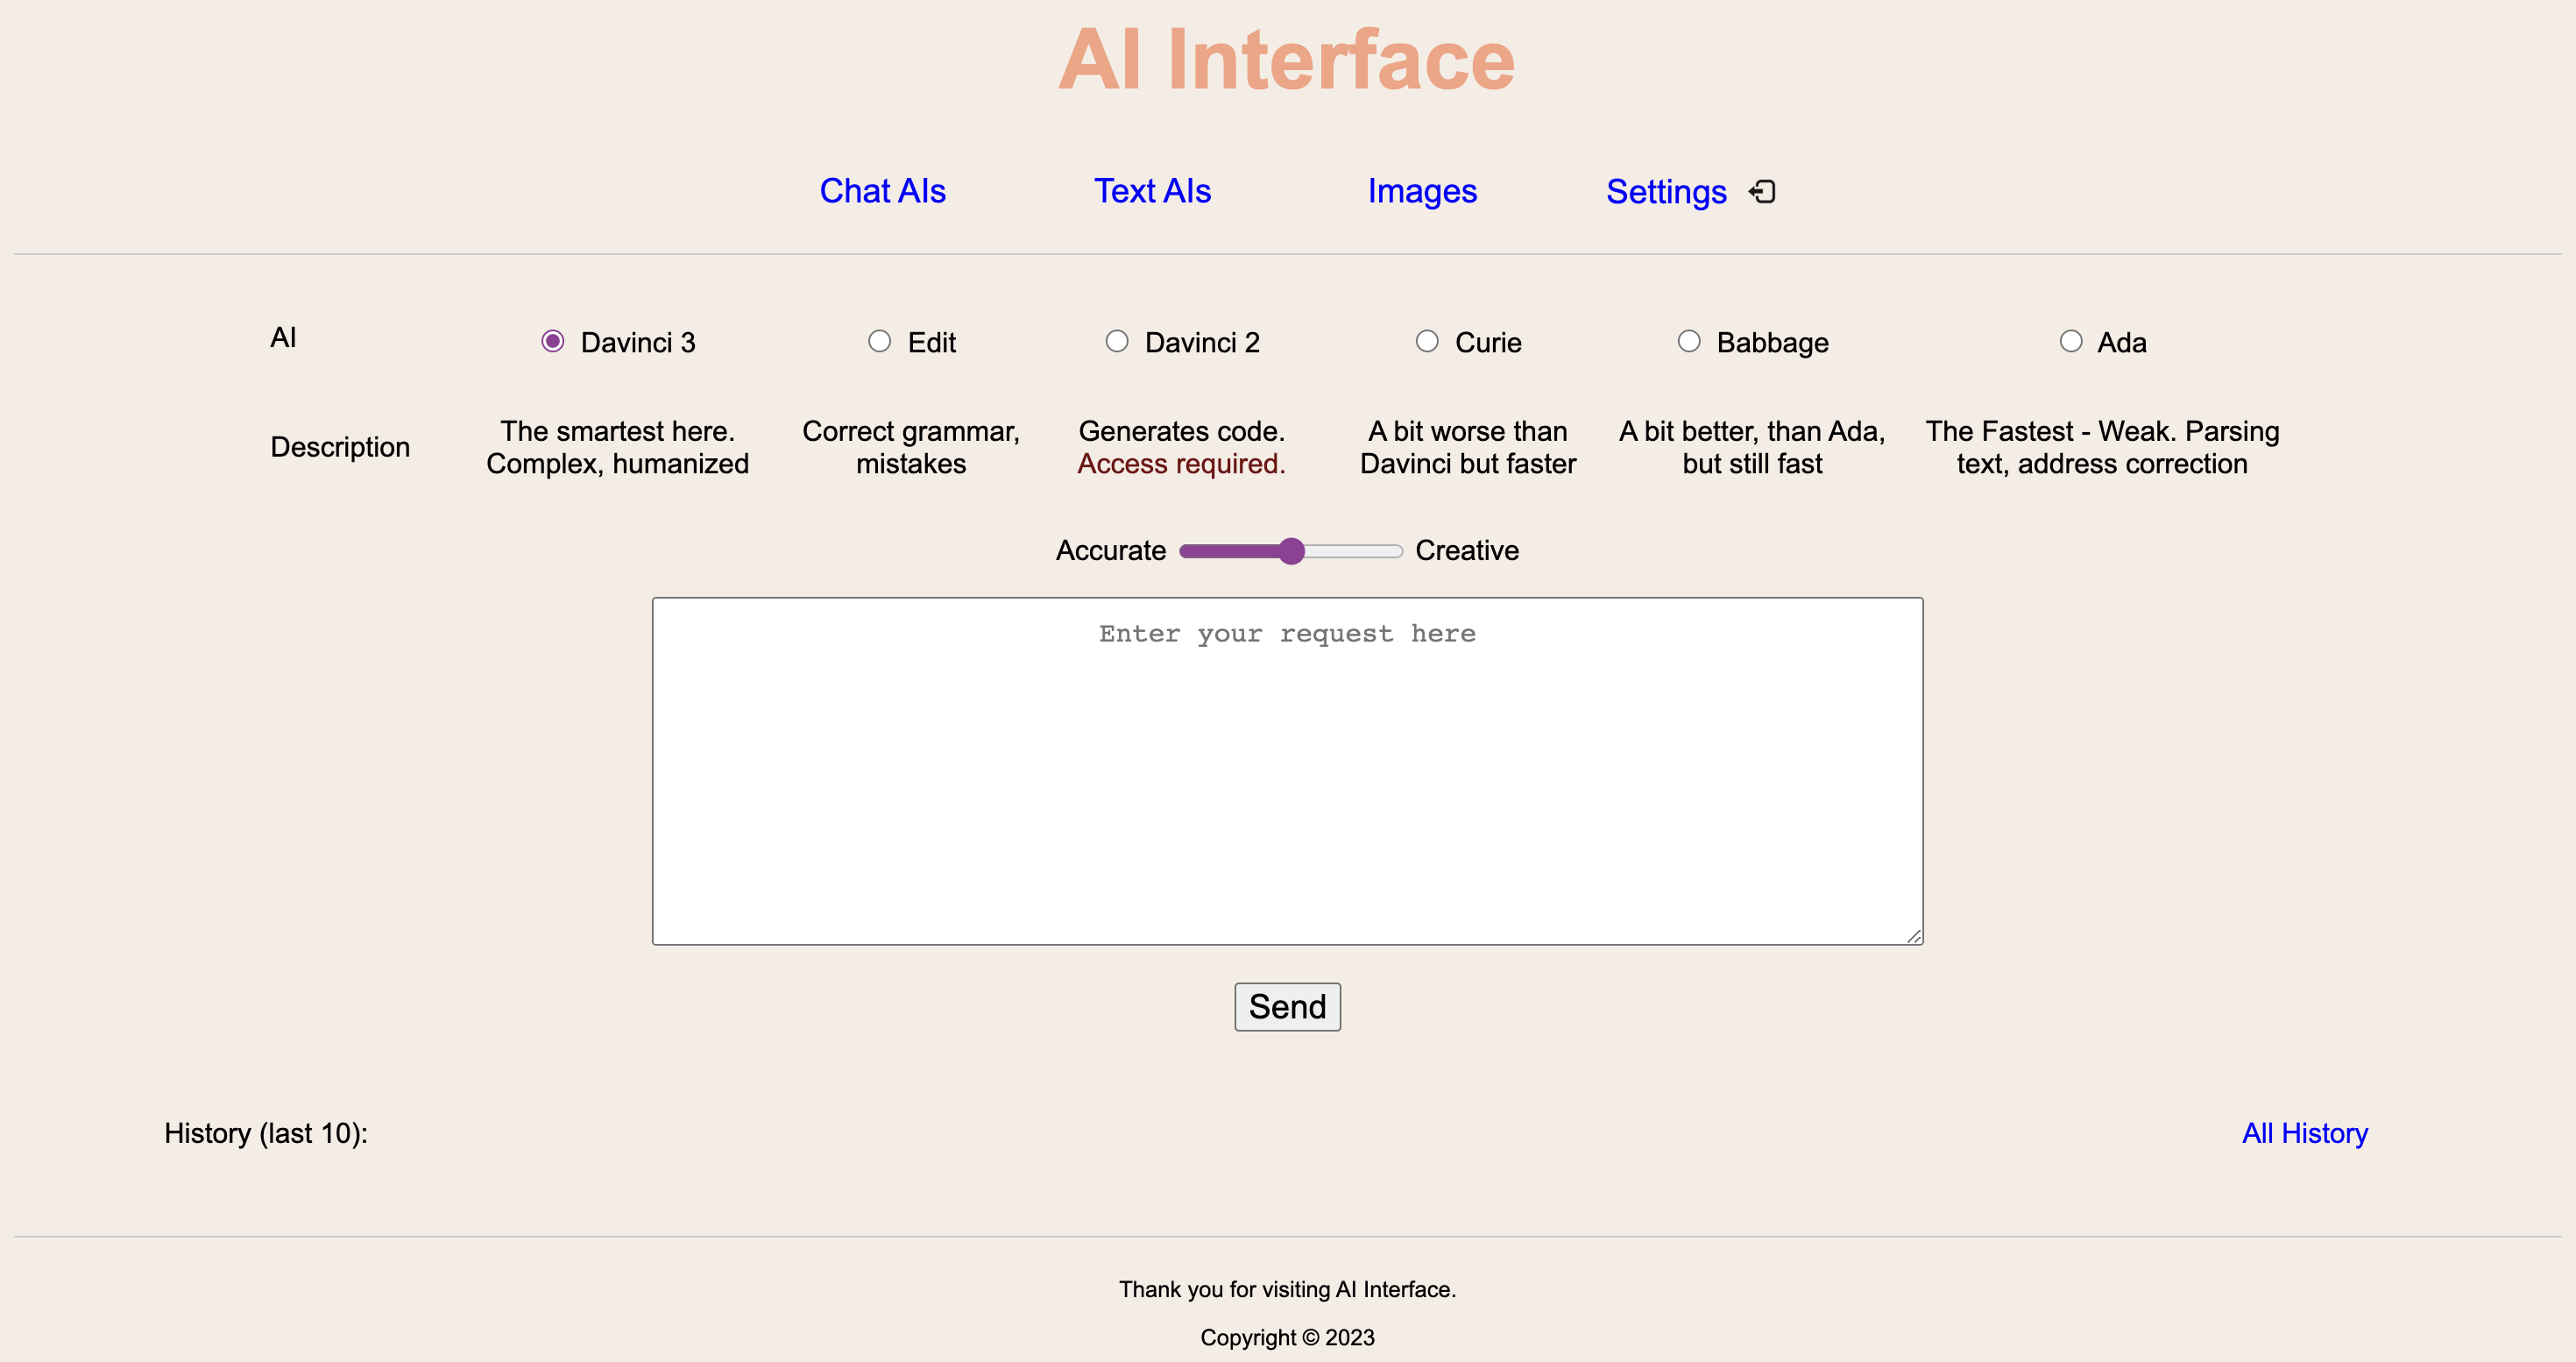 AI Interface
Chat AIs Text AIs Images Settings
AI Davinci 3 Edit Davinci 2 Curie Babbage Ada
Description The smartest here. Correct grammar, Generates code. A bit worse than A bit better, than Ada, The Fastest - Weak. Parsing
Complex, humanized mistakes Access required. Davinci but faster but still fast text, address correction
Accurate Creative
Enter your request here
Send
History (last 10): All History
Thank you for visiting AI Interface.
Copyright © 2023